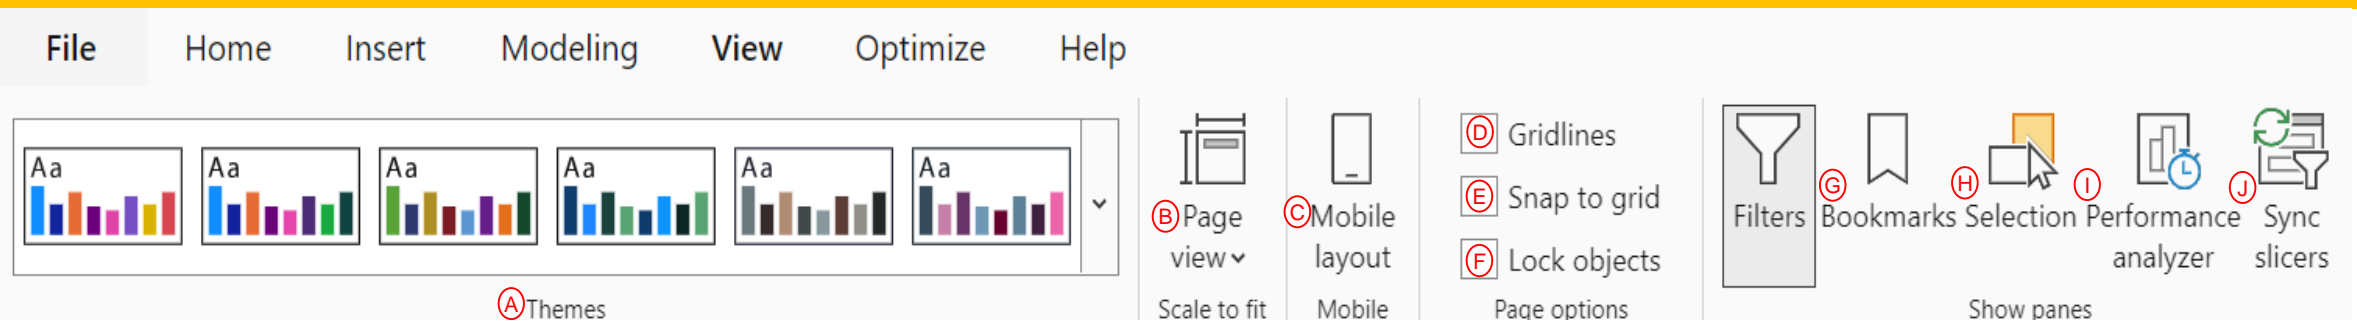 File Home Insert Modeling View Optimize Help
Aa Aa Aa Aa Aa Aa
A Themes
B Page
view
Scale to fit
C Mobile
layout
Mobile
D Gridlines
E Snap to grid
F Lock objects
Page options
Filters
G Bookmarks
H Selection
I Performance
analyzer
J Sync
slicers
Show panes